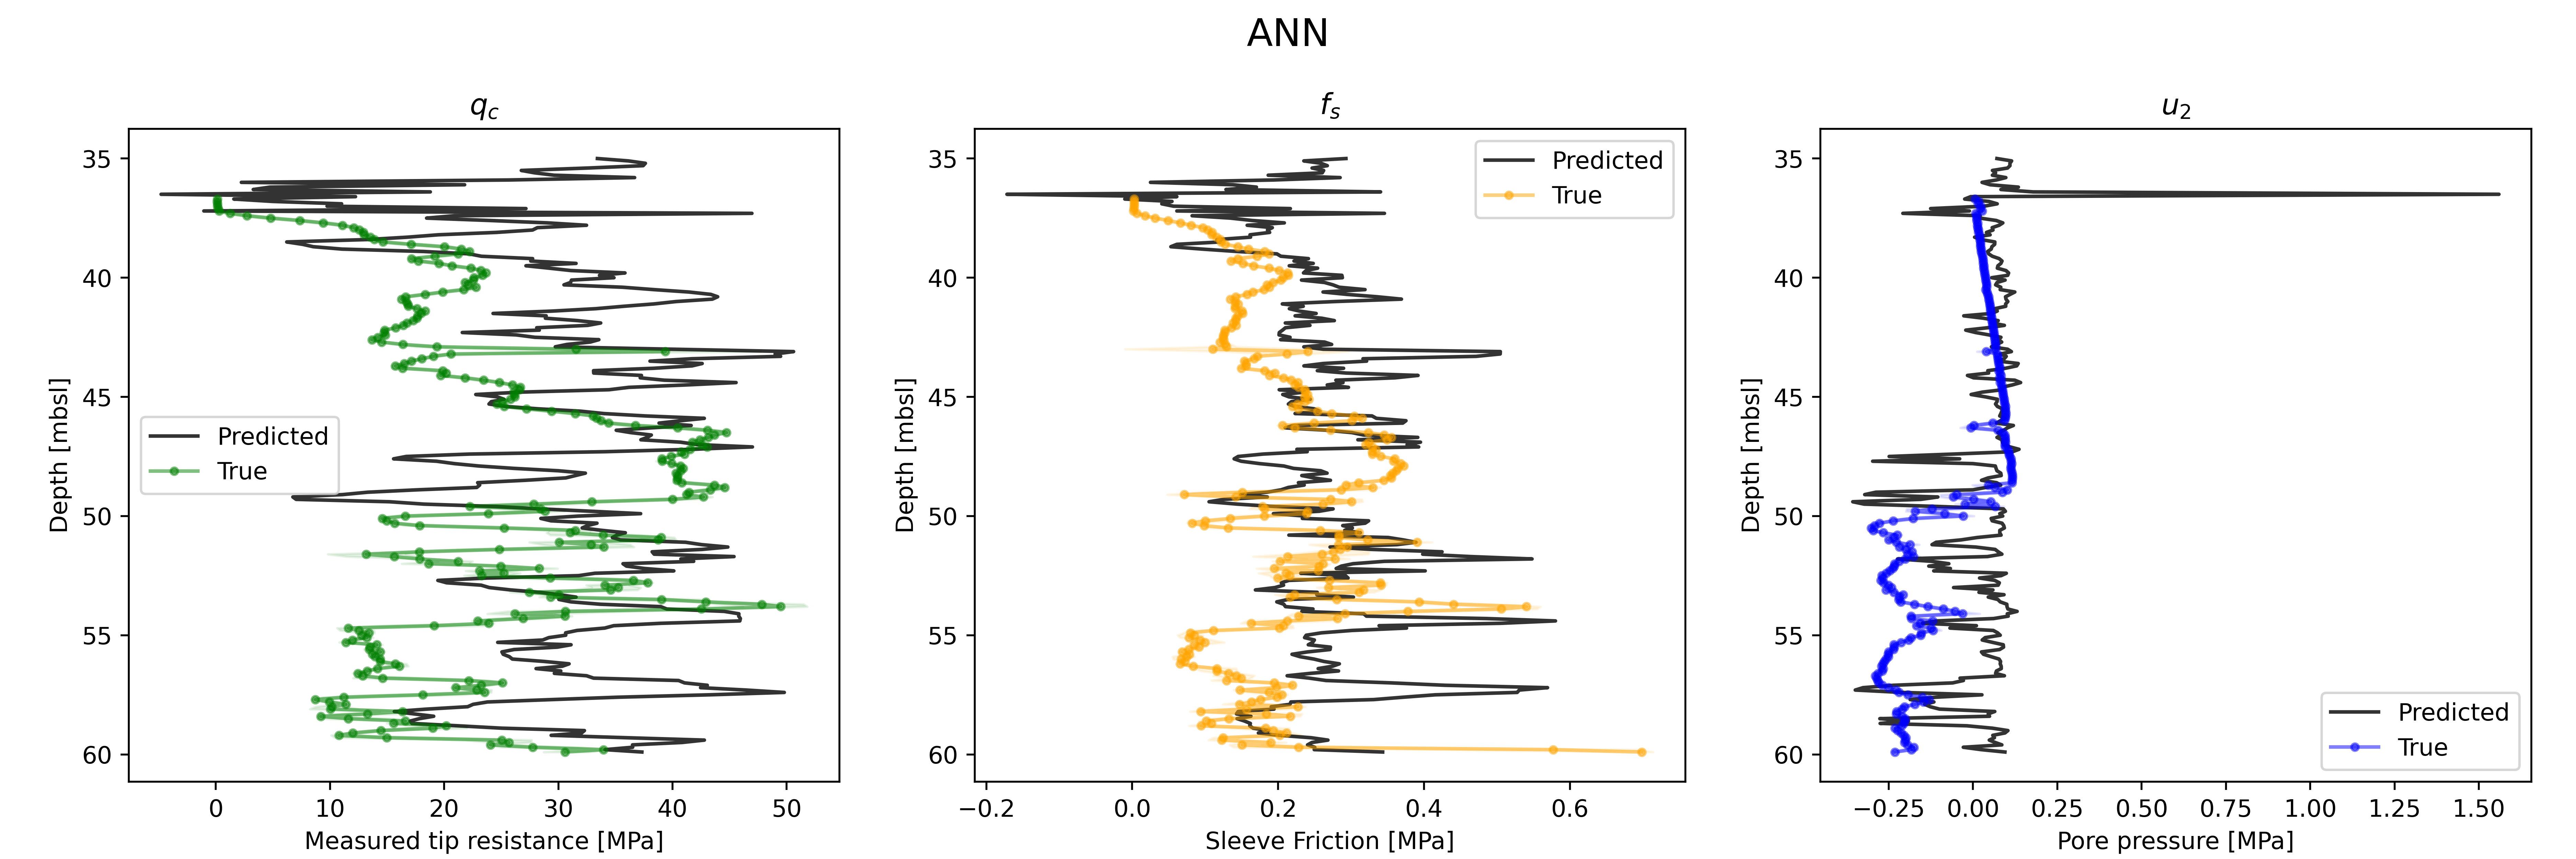 ANN
q_c
35
40
45
50
55
60
Depth [mbsl]
Predicted
True
0
10
20
30
40
50
Measured tip resistance [MPa]
f_s
35
40
45
50
55
60
Depth [mbsl]
Predicted
True
−0.2
0.0
0.2
0.4
0.6
Sleeve Friction [MPa]
u_2
35
40
45
50
55
60
Depth [mbsl]
Predicted
True
−0.25
0.00
0.25
0.50
0.75
1.00
1.25
1.50
Pore pressure [MPa]